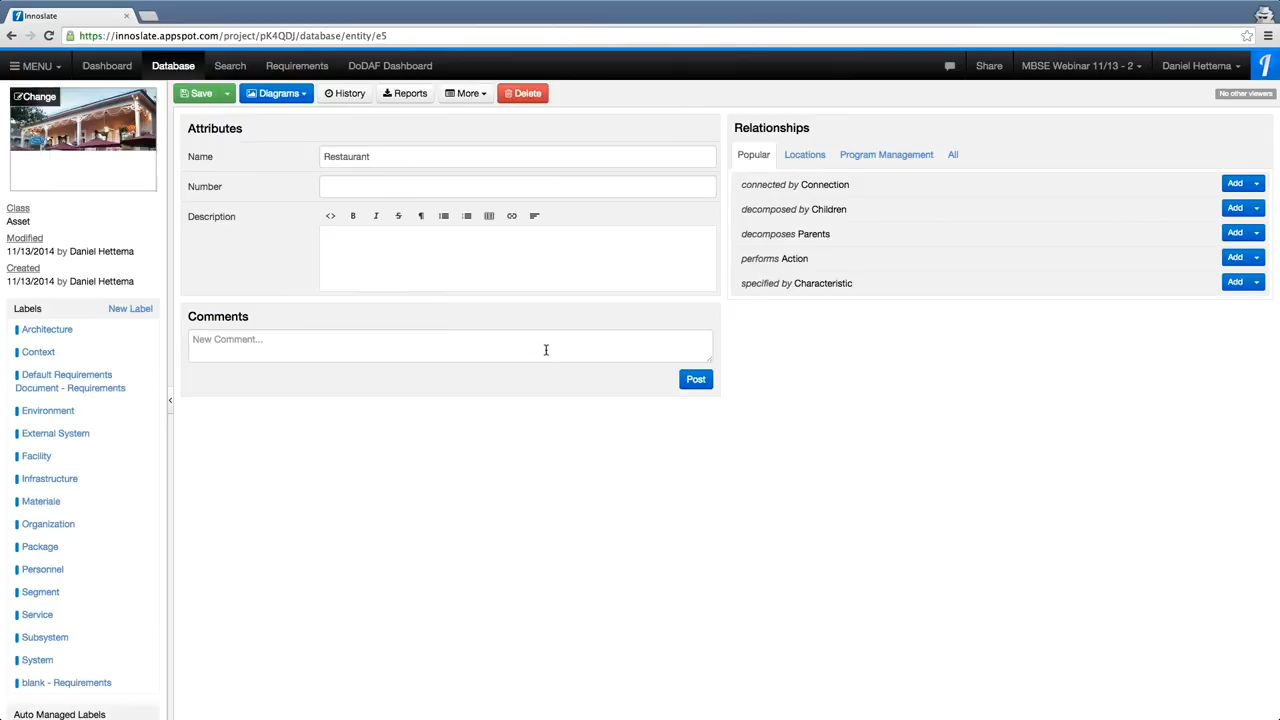 Innoslate
https://innoslate.appspot.com/project/pK4QDJ/database/entity/e5
MENU Dashboard Database Search Requirements DoDAF Dashboard Share MBSE Webinar 11/13 - 2 Daniel Hettema
Change
Save Diagrams History Reports More Delete No other viewers
Attributes
Name Restaurant
Number
Description
Comments
New Comment...
Post
Relationships
Popular Locations Program Management All
connected by Connection Add
decomposed by Children Add
decomposes Parents Add
performs Action Add
specified by Characteristic Add
Class
Asset
Modified
11/13/2014 by Daniel Hettema
Created
11/13/2014 by Daniel Hettema
Labels New Label
Architecture
Context
Default Requirements
Document - Requirements
Environment
External System
Facility
Infrastructure
Materiale
Organization
Package
Personnel
Segment
Service
Subsystem
System
blank - Requirements
Auto Managed Labels